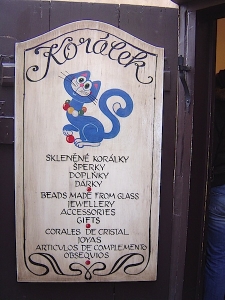 Korálek
SKLENĚNÉ KORÁLKY
ŠPERKY
DOPLŇKY
DÁRKY
BEADS MADE FROM GLASS
JEWELLERY
ACCESSORIES
GIFTS
CORALES DE CRISTAL
JOYAS
ARTICULOS DE COMPLEMENTO
OBSEQUIOS